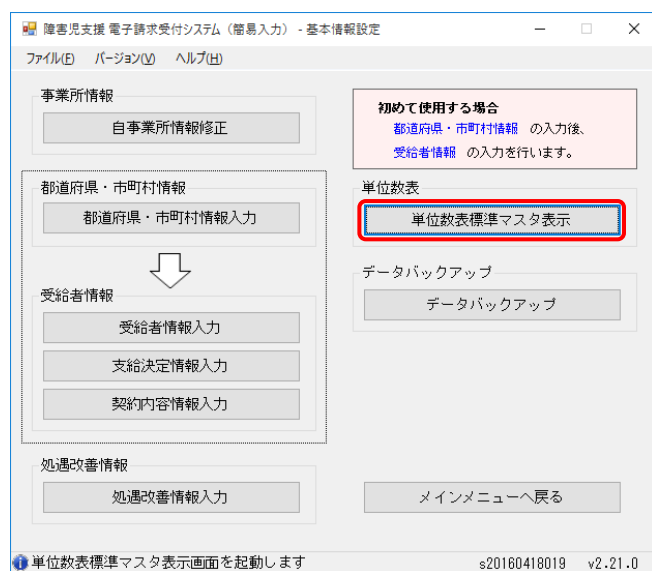 障害児支援 電子請求受付システム（簡易入力） - 基本情報設定
ファイル(F) バージョン(V) ヘルプ(H)
事業所情報
自事業所情報修正
初めて使用する場合
都道府県・市町村情報 の入力後、
受給者情報 の入力を行います。
都道府県・市町村情報
都道府県・市町村情報入力
単位数表
単位数表標準マスタ表示
データバックアップ
データバックアップ
受給者情報
受給者情報入力
支給決定情報入力
契約内容情報入力
処遇改善情報
処遇改善情報入力
メインメニューへ戻る
単位数表標準マスタ表示画面を起動します s20160418019 v2.21.0